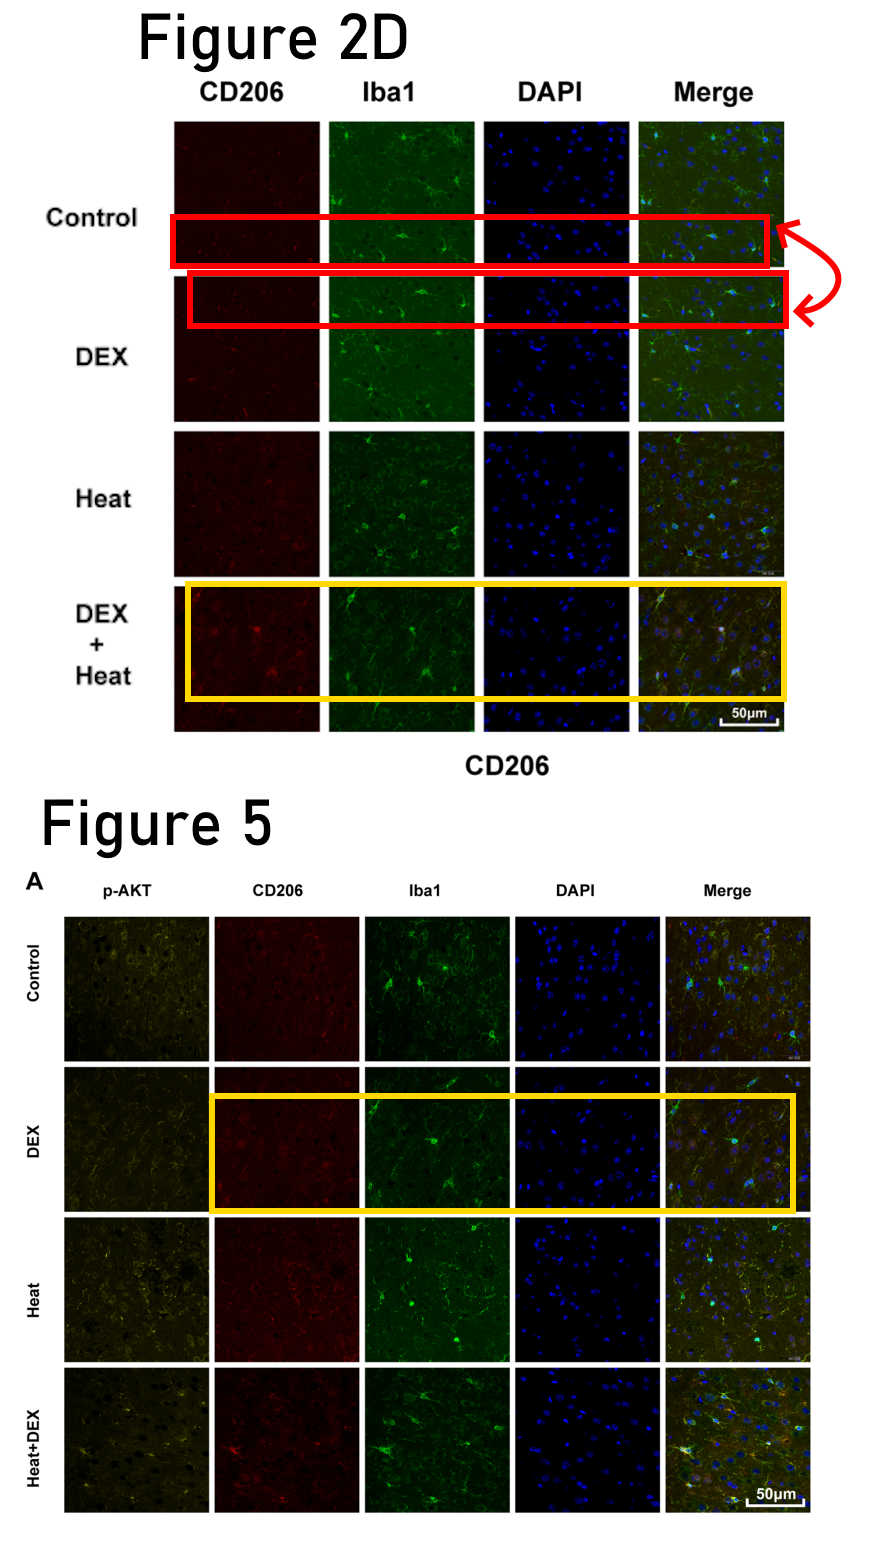 Figure 2D
CD206 Iba1 DAPI Merge
Control
DEX
Heat
DEX
+
Heat
50μm
CD206
Figure 5
A
p-AKT CD206 Iba1 DAPI Merge
Control
DEX
Heat
Heat+DEX
50μm